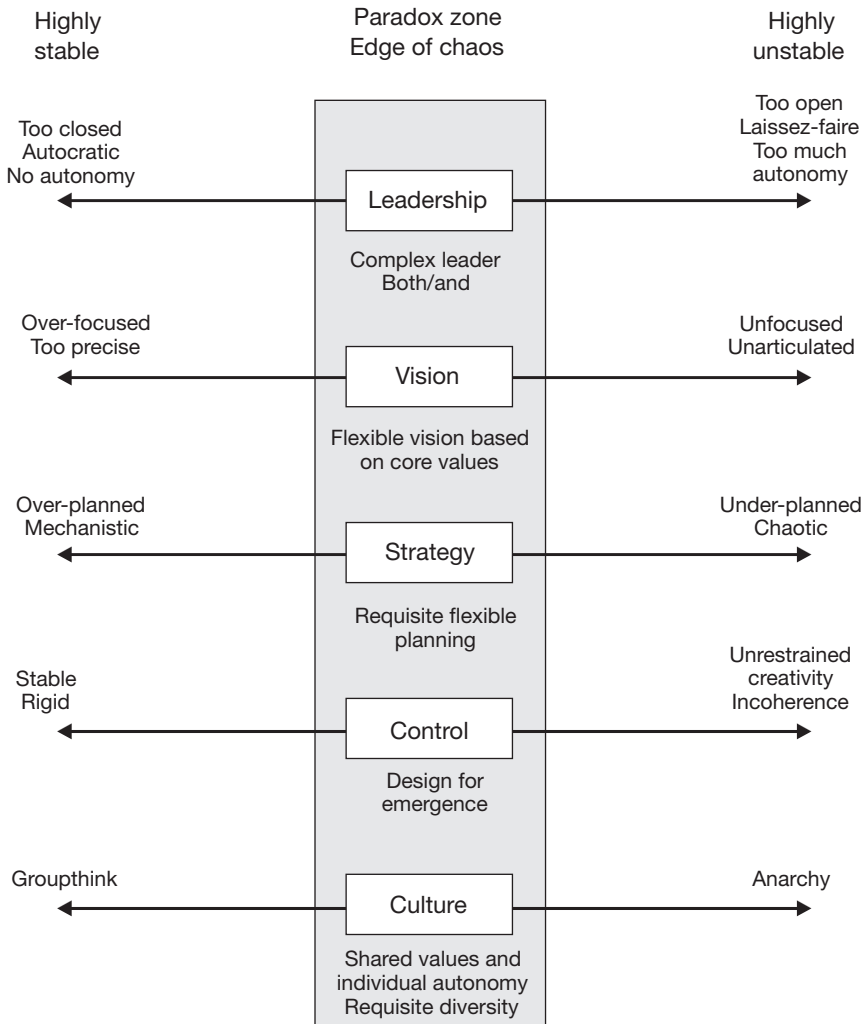 Highly
stable
Paradox zone
Edge of chaos
Highly
unstable
Too closed
Autocratic
No autonomy
Too open
Laissez-faire
Too much
autonomy
Leadership
Complex leader
Both/and
Over-focused
Too precise
Unfocused
Unarticulated
Vision
Flexible vision based
on core values
Over-planned
Mechanistic
Under-planned
Chaotic
Strategy
Requisite flexible
planning
Stable
Rigid
Unrestrained
creativity
Incoherence
Control
Design for
emergence
Groupthink
Anarchy
Culture
Shared values and
individual autonomy
Requisite diversity